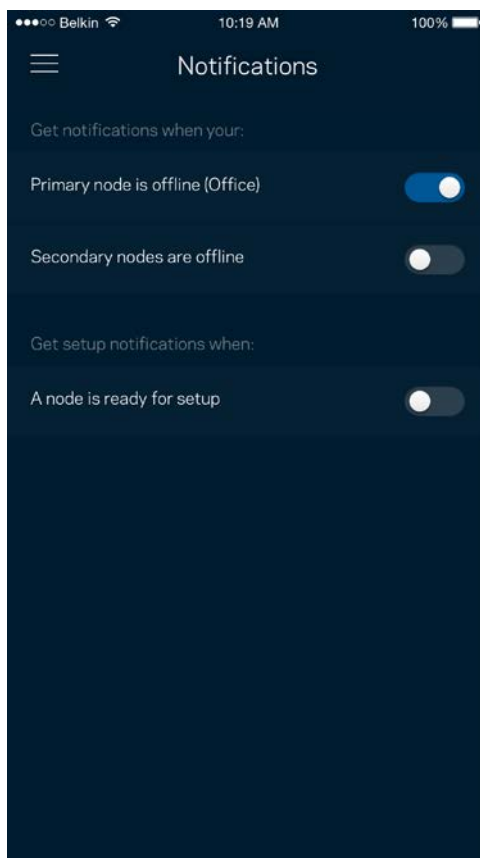 Belkin 10:19 AM 100%
Notifications
Get notifications when your:
Primary node is offline (Office)
Secondary nodes are offline
Get setup notifications when:
A node is ready for setup